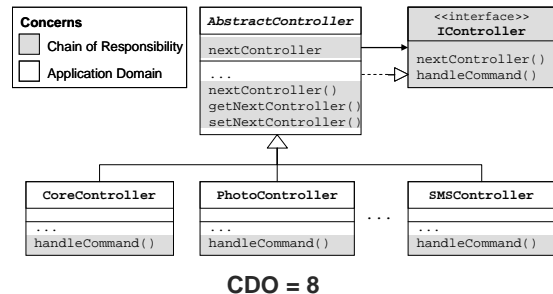 Concerns
Chain of Responsibility
Application Domain
AbstractController
nextController
...
nextController()
getNextController()
setNextController()
<<interface>>
IController
nextController()
handleCommand()
CoreController
...
handleCommand()
PhotoController
...
handleCommand()
...
SMSController
...
handleCommand()
CDO = 8